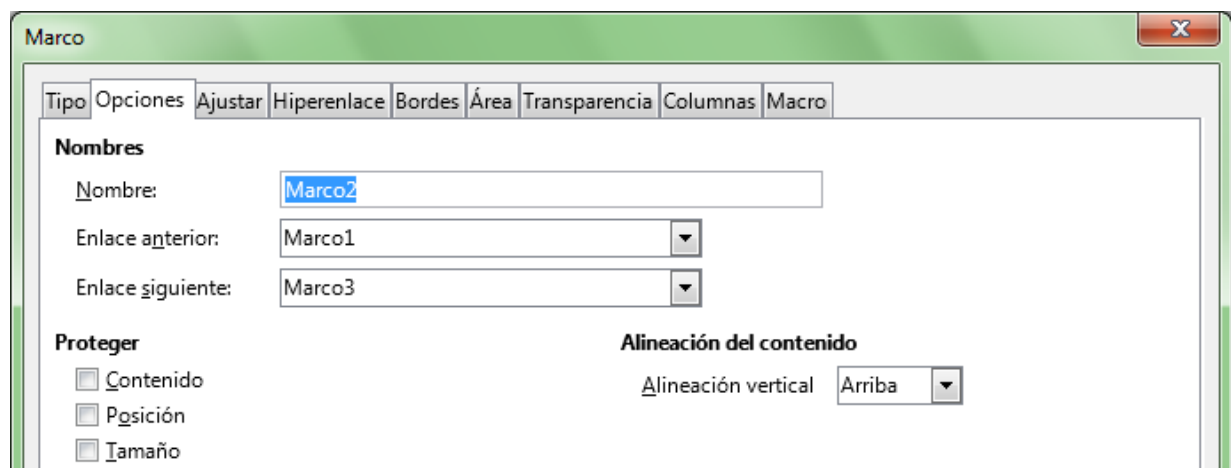 Marco
Tipo Opciones Ajustar Hiperenlace Bordes Área Transparencia Columnas Macro
Nombres
Nombre: Marco2
Enlace anterior: Marco1
Enlace siguiente: Marco3
Proteger Alineación del contenido
Contenido Alineación vertical Arriba
Posición
Tamaño